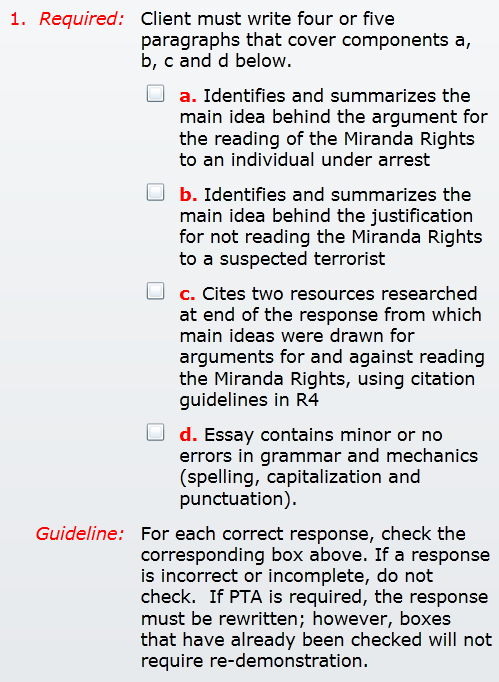 1. Required: Client must write four or five
paragraphs that cover components a,
b, c and d below.
a. Identifies and summarizes the
main idea behind the argument for
the reading of the Miranda Rights
to an individual under arrest
b. Identifies and summarizes the
main idea behind the justification
for not reading the Miranda Rights
to a suspected terrorist
c. Cites two resources researched
at end of the response from which
main ideas were drawn for
arguments for and against reading
the Miranda Rights, using citation
guidelines in R4
d. Essay contains minor or no
errors in grammar and mechanics
(spelling, capitalization and
punctuation).
Guideline: For each correct response, check the
corresponding box above. If a response
is incorrect or incomplete, do not
check.  If PTA is required, the response
must be rewritten; however, boxes
that have already been checked will not
require re-demonstration.